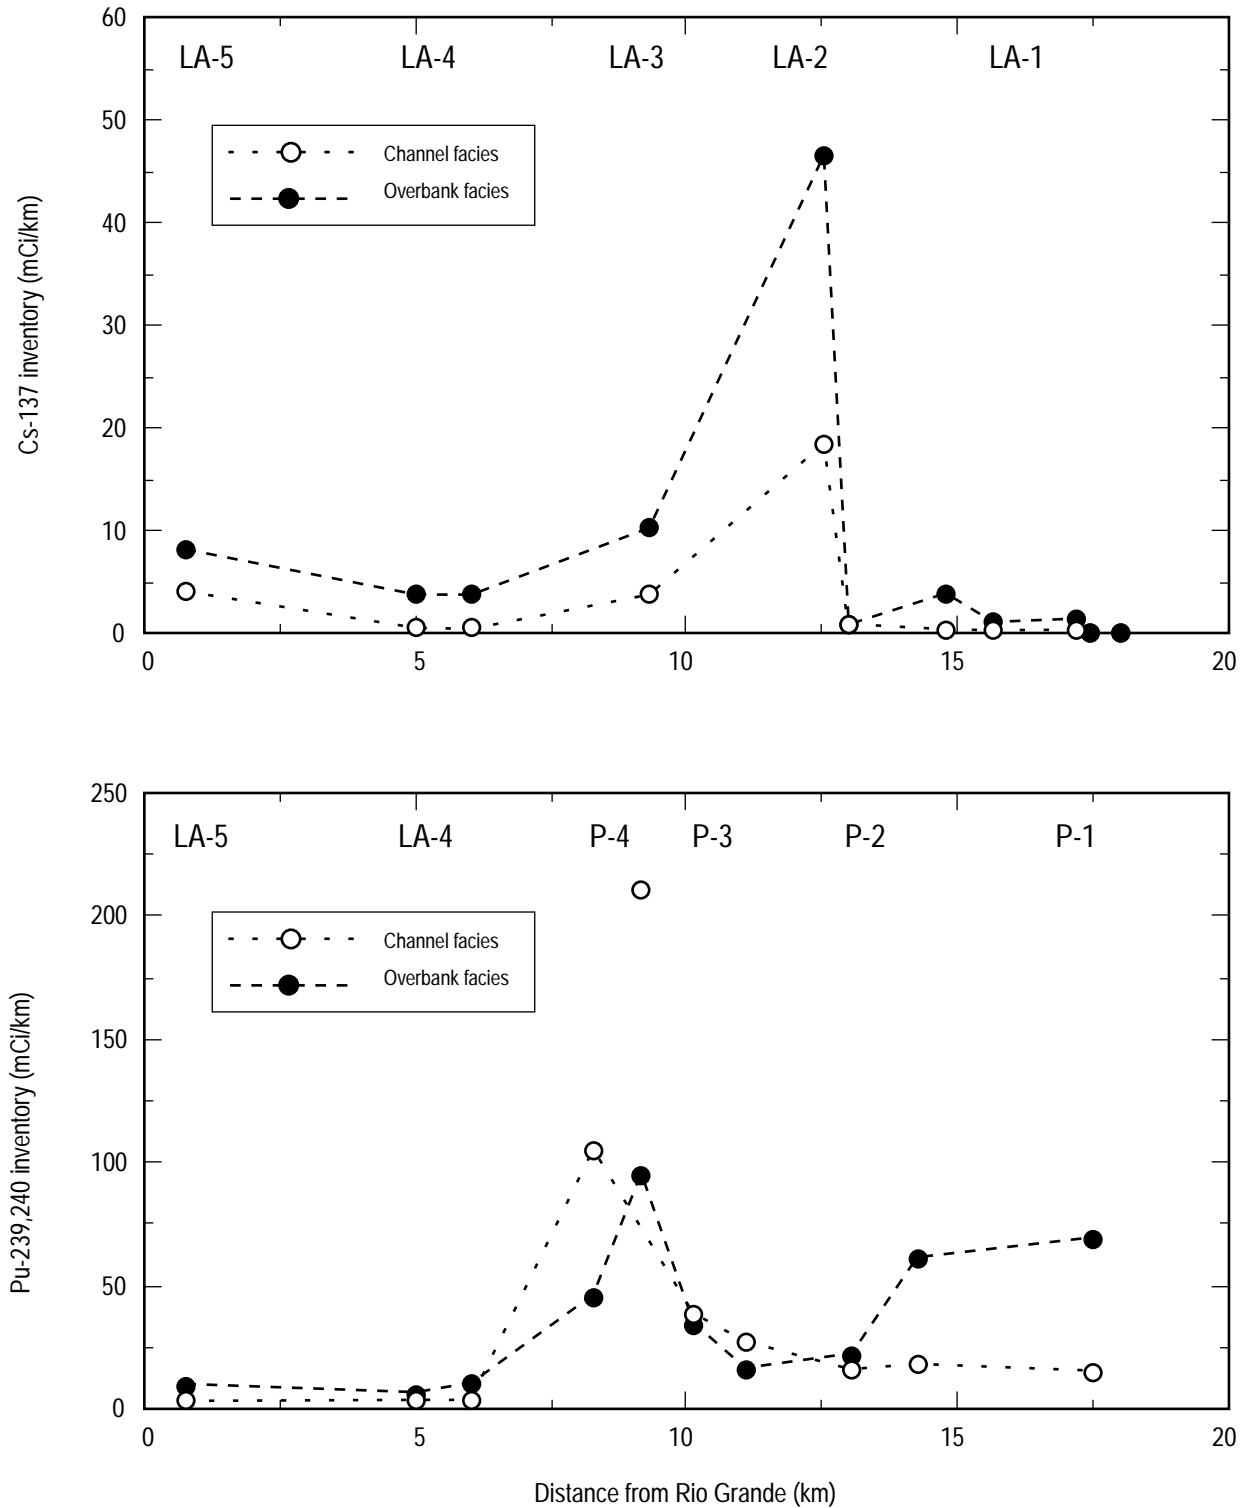 60
LA-5 LA-4 LA-3 LA-2 LA-1
50
Channel facies
Overbank facies
40
Cs-137 inventory (mCi/km)
30
20
10
0
0 5 10 15 20
250
LA-5 LA-4 P-4 P-3 P-2 P-1
200
Channel facies
Overbank facies
150
Pu-239,240 inventory (mCi/km)
100
50
0
0 5 10 15 20
Distance from Rio Grande (km)